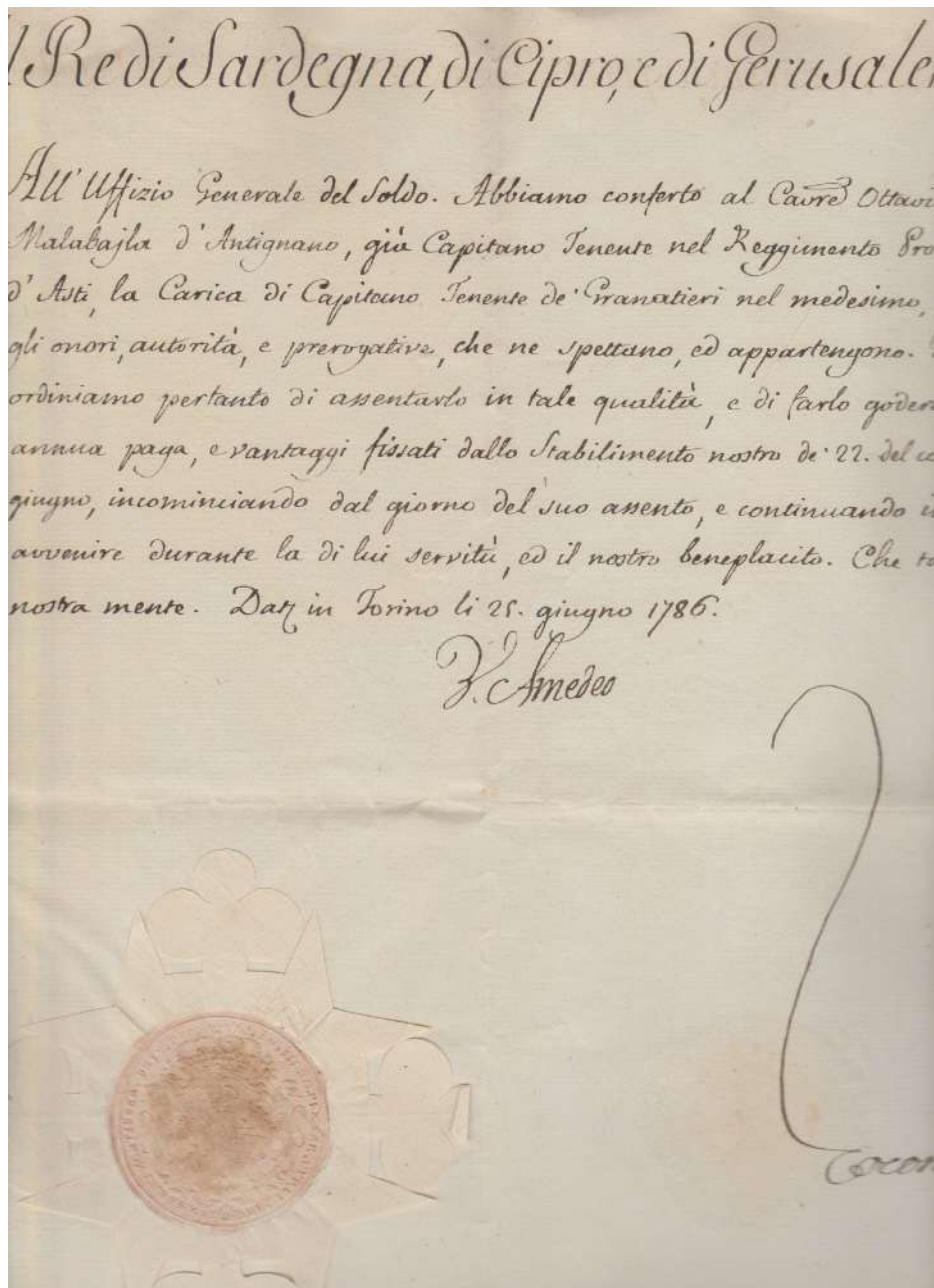 l Re di Sardegna, di Cipro, e di Gerusale
All' Uffizio Generale del Soldo. Abbiamo conferto al Cav.re Ottavi
Malabajla d'Antignano, già Capitano Tenente nel Reggimento Pro
d'Asti, la Carica di Capitano Tenente de' Granatieri nel medesimo,
gli onori, autorità, e prerogative, che ne spettano, ed appartengono.
ordiniamo pertanto di assentarlo in tale qualità, e di farlo goder
annua paga, e vantaggi fissati dallo Stabilimento nostro de' 22. del co
giugno, incominciando dal giorno del suo assento, e continuando i
avvenire durante la di lui servitù, ed il nostro beneplacito. Che ta
nostra mente. Dat. in Torino li 25. giugno 1786.
V. Amedeo
Cocon